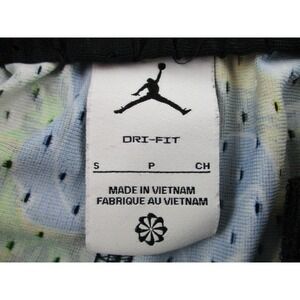 DRI-FIT
S P CH
MADE IN VIETNAM
FABRIQUE AU VIETNAM